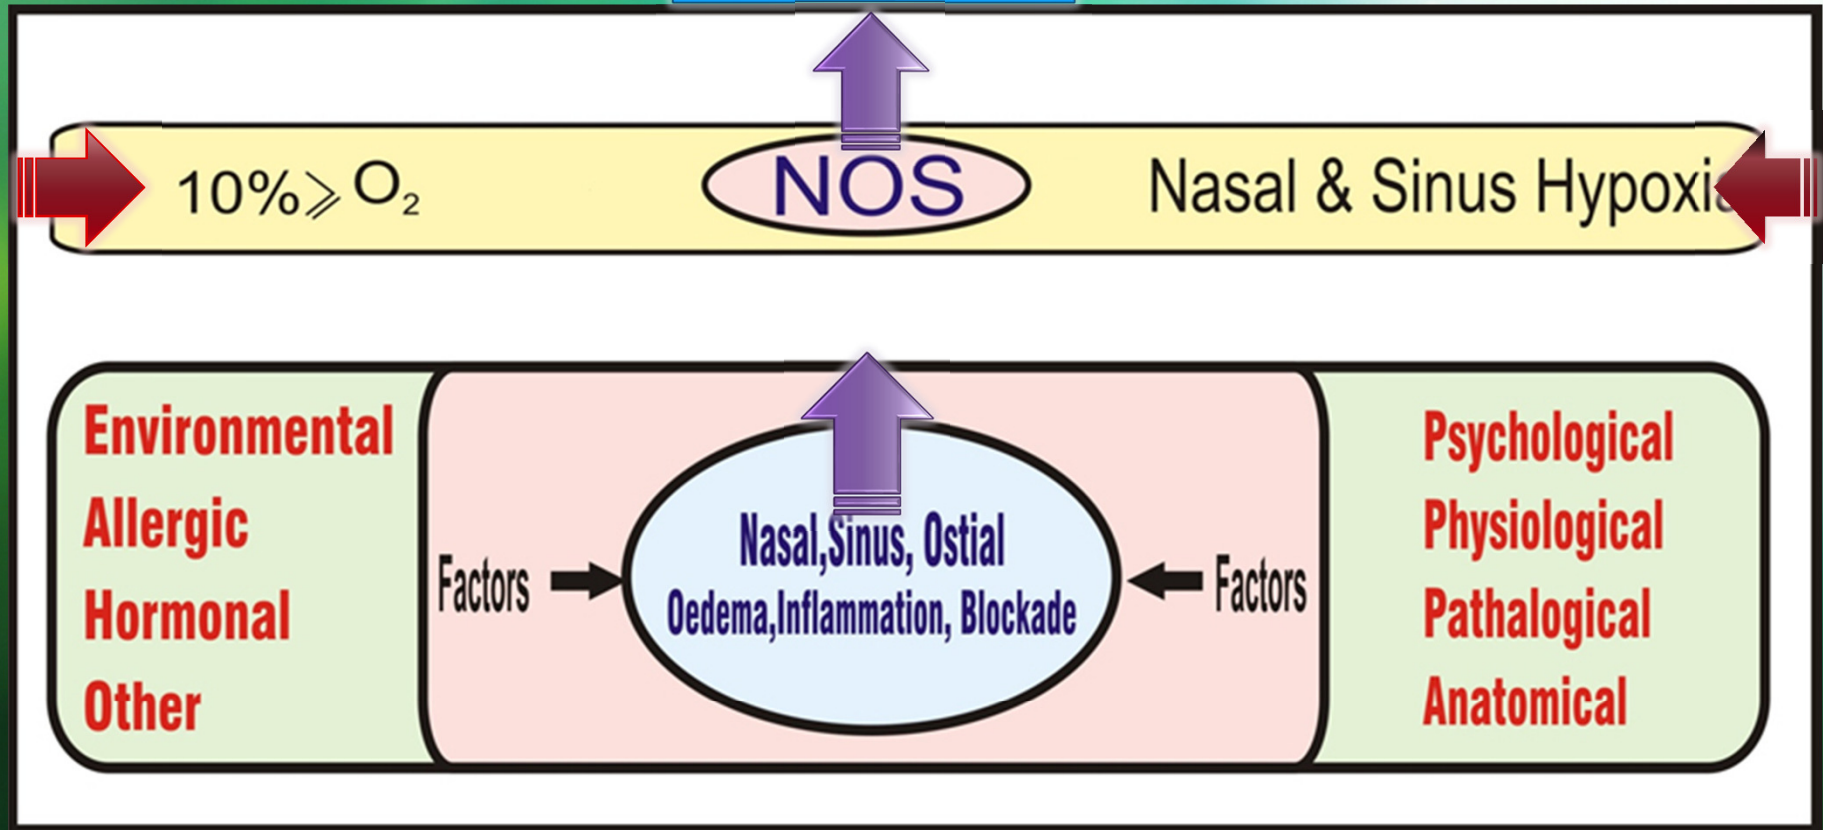 10%⩾ O₂
NOS
Nasal & Sinus Hypoxia
Environmental
Allergic
Hormonal
Other
Factors
Nasal,Sinus, Ostial
Oedema,Inflammation, Blockade
Factors
Psychological
Physiological
Pathalogical
Anatomical